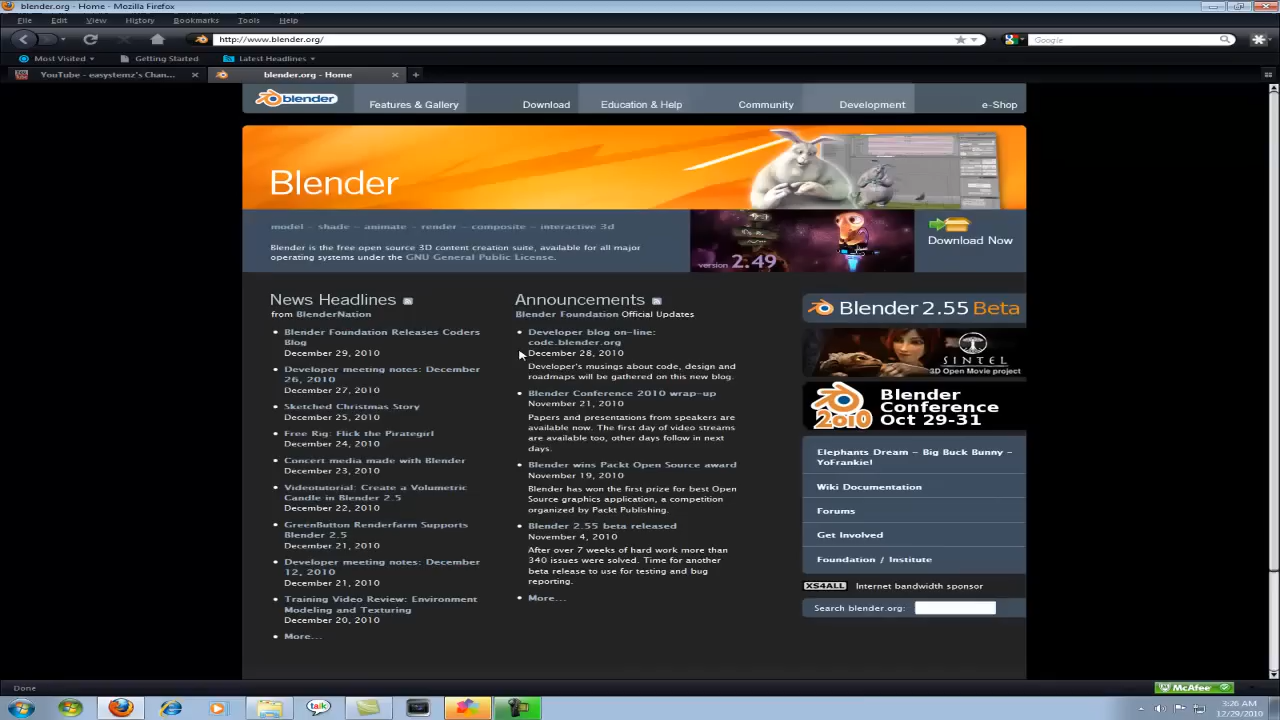 blender.org - Home - Mozilla Firefox
File Edit View History Bookmarks Tools Help
http://www.blender.org/
Google
Most Visited Getting Started Latest Headlines
YouTube - easystemz's Chan...
blender.org - Home
blender
Features & Gallery
Download
Education & Help
Community
Development
e-Shop
Blender
model - shade - animate - render - composite - interactive 3d
Blender is the free open source 3D content creation suite, available for all major
operating systems under the GNU General Public License.
version 2.49
Download Now
News Headlines
from BlenderNation
Blender Foundation Releases Coders
Blog
December 29, 2010
Developer meeting notes: December
26, 2010
December 27, 2010
Sketched Christmas Story
December 25, 2010
Free Rig: Flick the Pirategirl
December 24, 2010
Concert media made with Blender
December 23, 2010
Videotutorial: Create a Volumetric
Candle in Blender 2.5
December 22, 2010
GreenButton Renderfarm Supports
Blender 2.5
December 21, 2010
Developer meeting notes: December
12, 2010
December 21, 2010
Training Video Review: Environment
Modeling and Texturing
December 20, 2010
More...
Announcements
Blender Foundation Official Updates
Developer blog on-line:
code.blender.org
December 28, 2010
Developer's musings about code, design and
roadmaps will be gathered on this new blog.
Blender Conference 2010 wrap-up
November 21, 2010
Papers and presentations from speakers are
available now. The first day of video streams
are available too, other days follow in next
days.
Blender wins Packt Open Source award
November 19, 2010
Blender has won the first prize for best Open
Source graphics application, a competition
organized by Packt Publishing.
Blender 2.55 beta released
November 4, 2010
After over 7 weeks of hard work more than
340 issues were solved. Time for another
beta release to use for testing and bug
reporting.
More...
Blender 2.55 Beta
SINTEL
3D Open Movie project
2010
Blender
Conference
Oct 29-31
Elephants Dream - Big Buck Bunny -
YoFrankie!
Wiki Documentation
Forums
Get Involved
Foundation / Institute
XS4ALL Internet bandwidth sponsor
Search blender.org:
Done
McAfee
talk
3:26 AM
12/29/2010